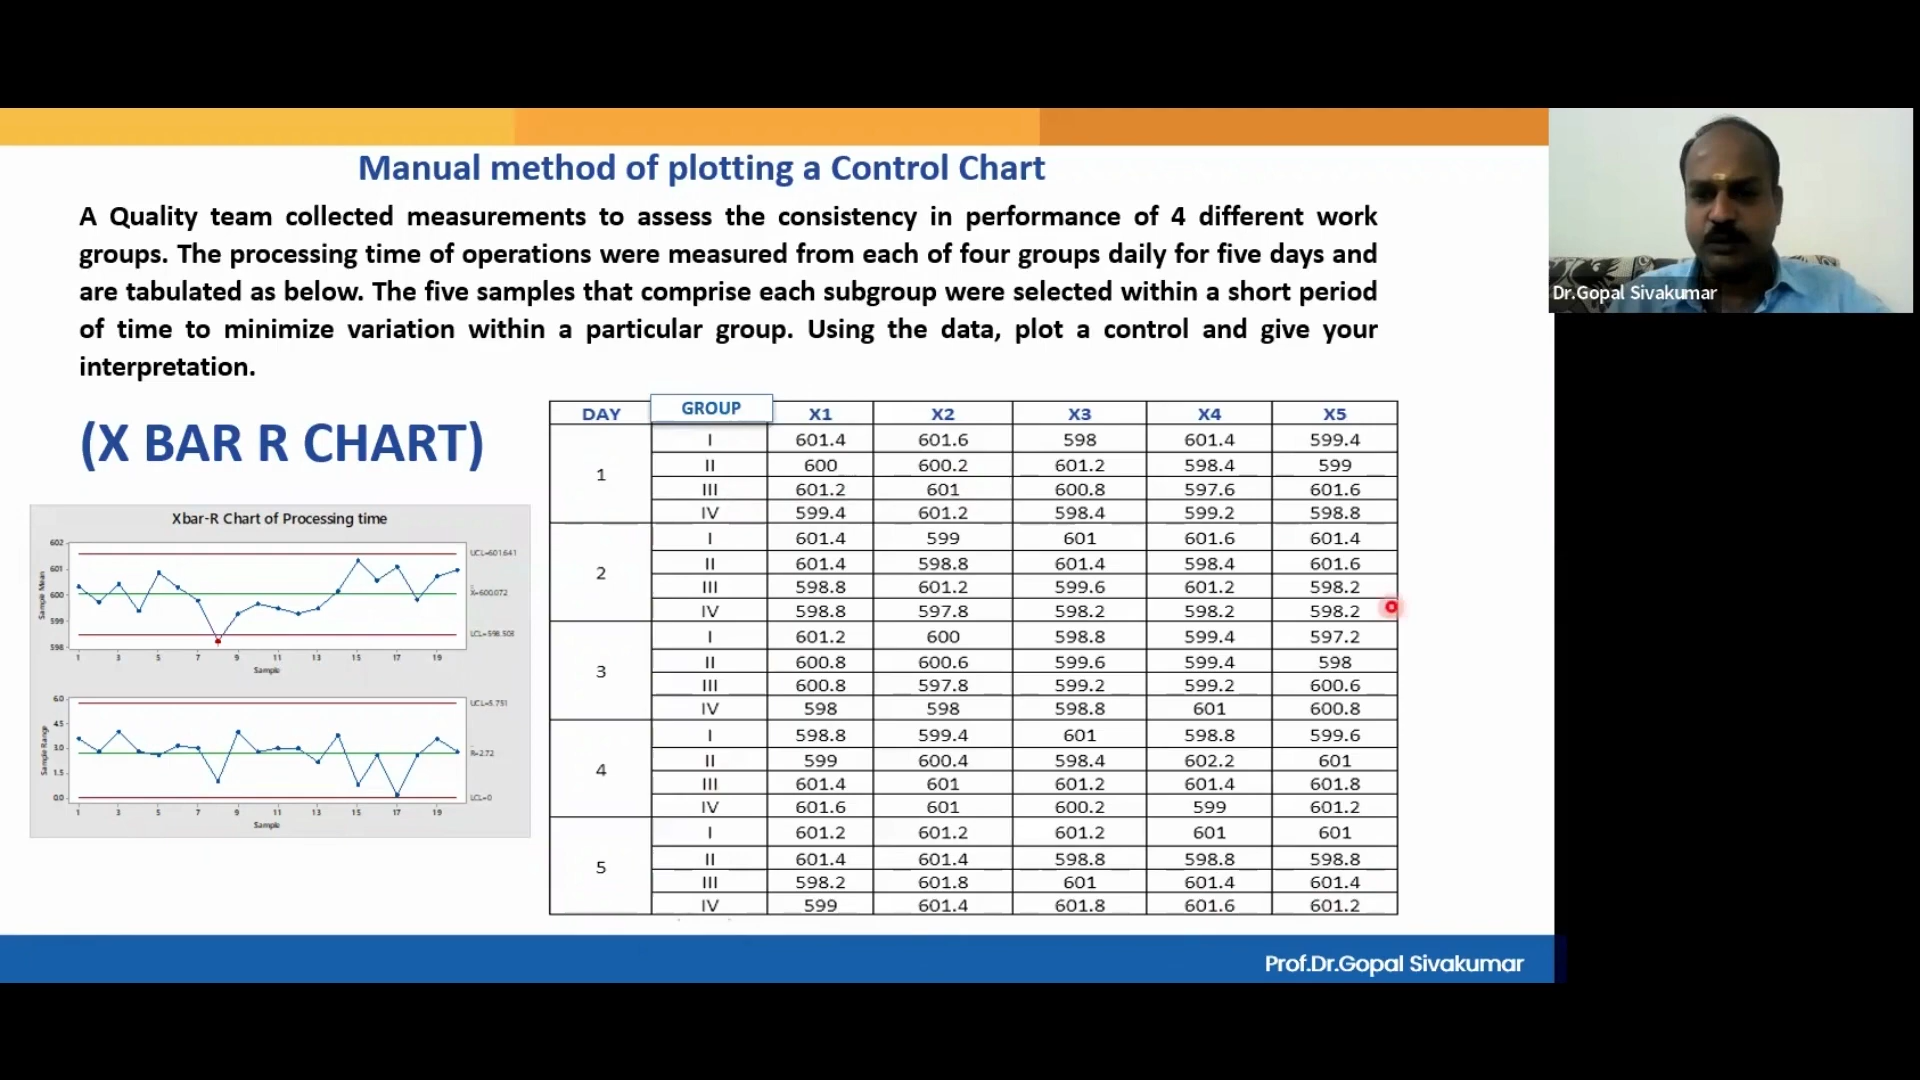 Manual method of plotting a Control Chart
A Quality team collected measurements to assess the consistency in performance of 4 different work
groups. The processing time of operations were measured from each of four groups daily for five days and
are tabulated as below. The five samples that comprise each subgroup were selected within a short period
of time to minimize variation within a particular group. Using the data, plot a control and give your
interpretation.
Dr.Gopal Sivakumar
(X BAR R CHART)
Xbar-R Chart of Processing time
602
601
600
599
598
Sample Mean
UCL=601.641
X=600.072
1 3 5 7 9 11 13 15 17 19
Sample
6.0
4.5
3.0
1.5
0.0
Sample Range
UCL=5.751
R=2.72
LCL=0
1 3 5 7 9 11 13 15 17 19
Sample
DAY GROUP X1 X2 X3 X4 X5
1 I 601.4 601.6 598 601.4 599.4
II 600 600.2 601.2 598.4 599
III 601.2 601 600.8 597.6 601.6
IV 599.4 601.2 598.4 599.2 598.8
2 I 601.4 599 601 601.6 601.4
II 601.4 598.8 601.4 598.4 601.6
III 598.8 601.2 599.6 601.2 598.2
IV 598.8 597.8 598.2 598.2 598.2
3 I 601.2 600 598.8 599.4 597.2
II 600.8 600.6 599.6 599.4 598
III 600.8 597.8 599.2 599.2 600.6
IV 598 598 598.8 601 600.8
4 I 598.8 599.4 601 598.8 599.6
II 599 600.4 598.4 602.2 601
III 601.4 601 601.2 601.4 601.8
IV 601.6 601 600.2 599 601.2
5 I 601.2 601.2 601.2 601 601
II 601.4 601.4 598.8 598.8 598.8
III 598.2 601.8 601 601.4 601.4
IV 599 601.4 601.8 601.6 601.2
Prof.Dr.Gopal Sivakumar